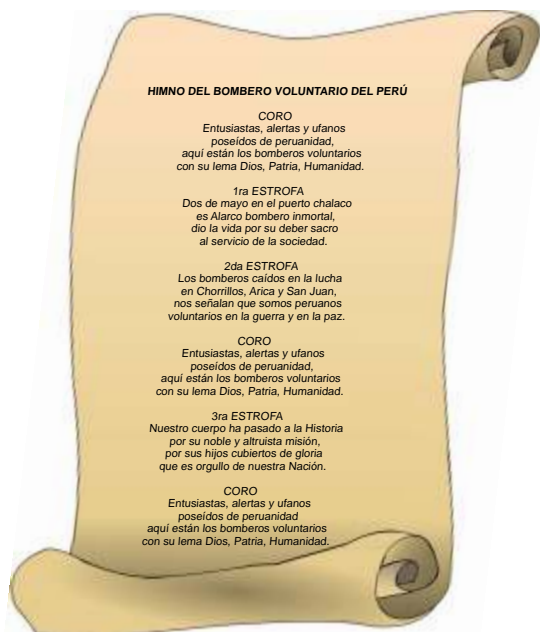 HIMNO DEL BOMBERO VOLUNTARIO DEL PERÚ
CORO
Entusiastas, alertas y ufanos
poseídos de peruanidad,
aquí están los bomberos voluntarios
con su lema Dios, Patria, Humanidad.
1ra ESTROFA
Dos de mayo en el puerto chalaco
es Alarco bombero inmortal,
dio la vida por su deber sacro
al servicio de la sociedad.
2da ESTROFA
Los bomberos caídos en la lucha
en Chorrillos, Arica y San Juan,
nos señalan que somos peruanos
voluntarios en la guerra y en la paz.
CORO
Entusiastas, alertas y ufanos
poseídos de peruanidad,
aquí están los bomberos voluntarios
con su lema Dios, Patria, Humanidad.
3ra ESTROFA
Nuestro cuerpo ha pasado a la Historia
por su noble y altruista misión,
por sus hijos cubiertos de gloria
que es orgullo de nuestra Nación.
CORO
Entusiastas, alertas y ufanos
poseídos de peruanidad
aquí están los bomberos voluntarios
con su lema Dios, Patria, Humanidad.